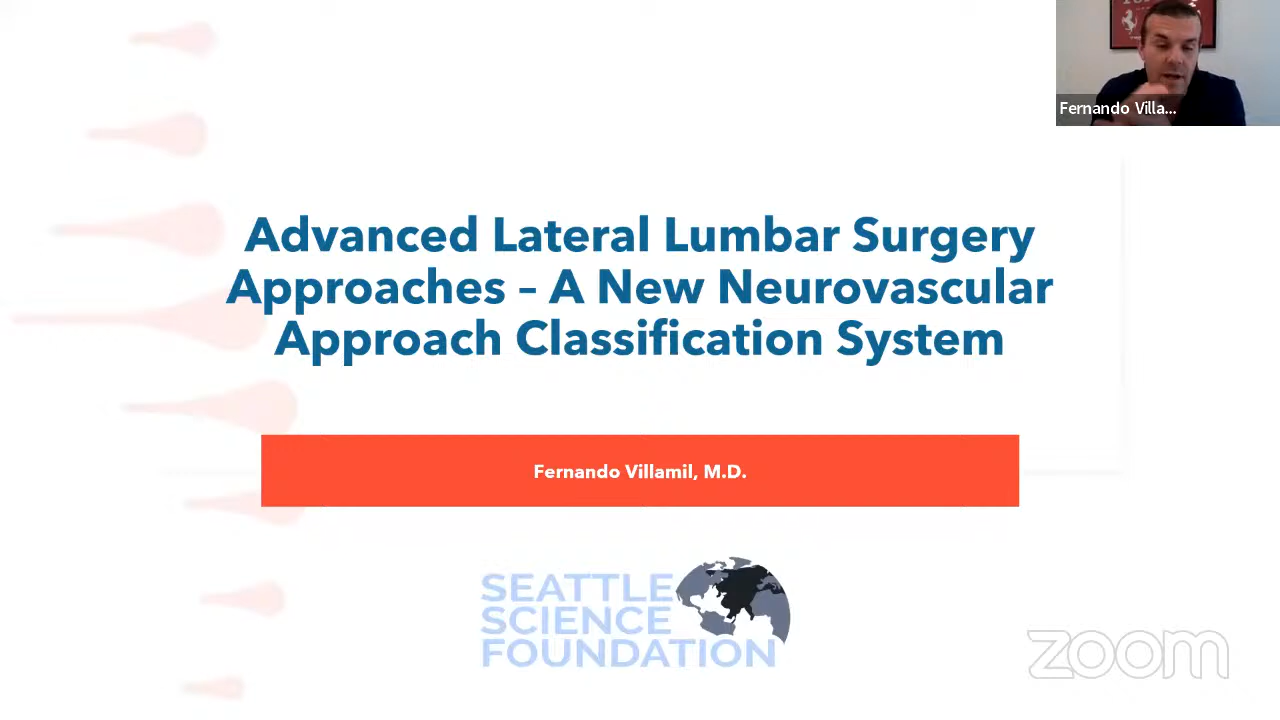 Fernando Villa...
Advanced Lateral Lumbar Surgery
Approaches – A New Neurovascular
Approach Classification System
Fernando Villamil, M.D.
SEATTLE
SCIENCE
FOUNDATION
zoom